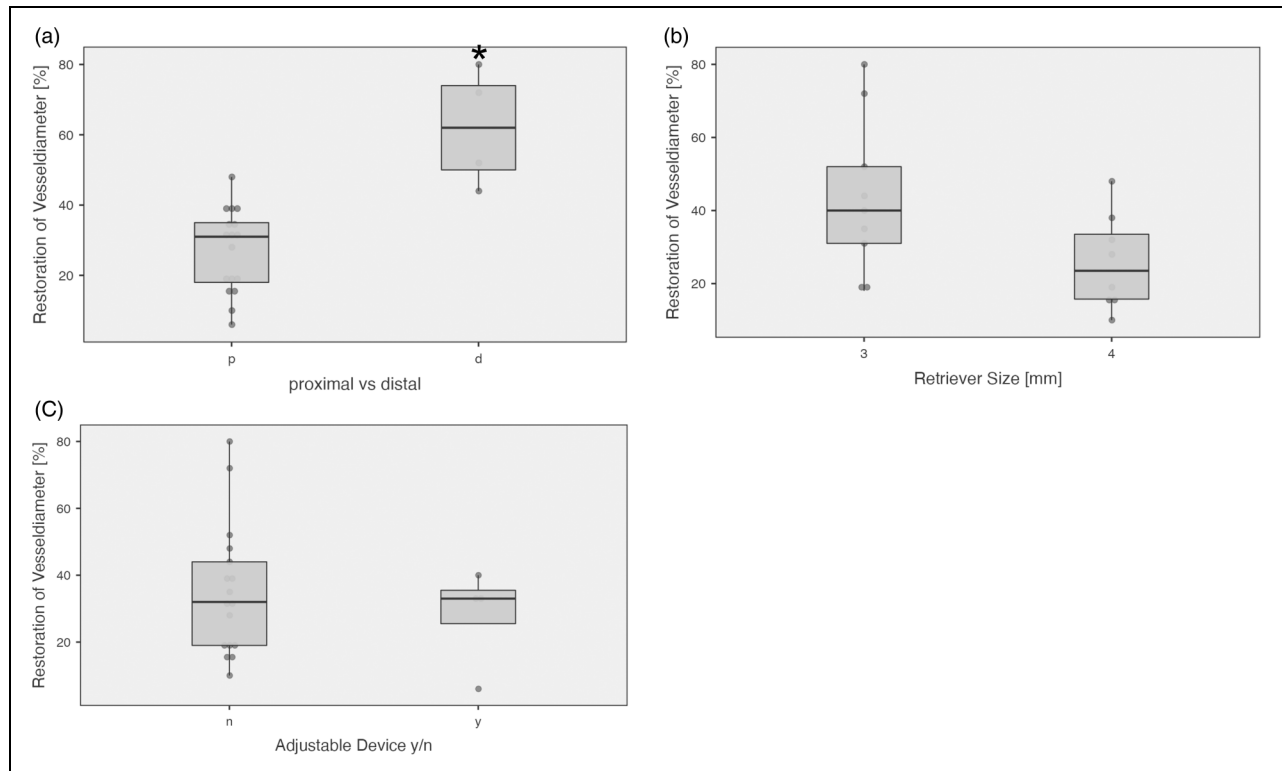 (a)
Restoration of Vesseldiameter [%]
80
60
40
20
*
p
d
proximal vs distal
(b)
Restoration of Vesseldiameter [%]
80
60
40
20
3
4
Retriever Size [mm]
(C)
Restoration of Vesseldiameter [%]
80
60
40
20
n
y
Adjustable Device y/n